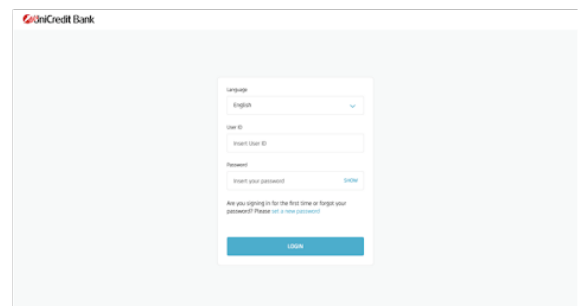 UniCredit Bank
Language
English
User ID
Insert User ID
Password
Insert your password SHOW
Are you signing in for the first time or forgot your
password? Please set a new password
LOGIN